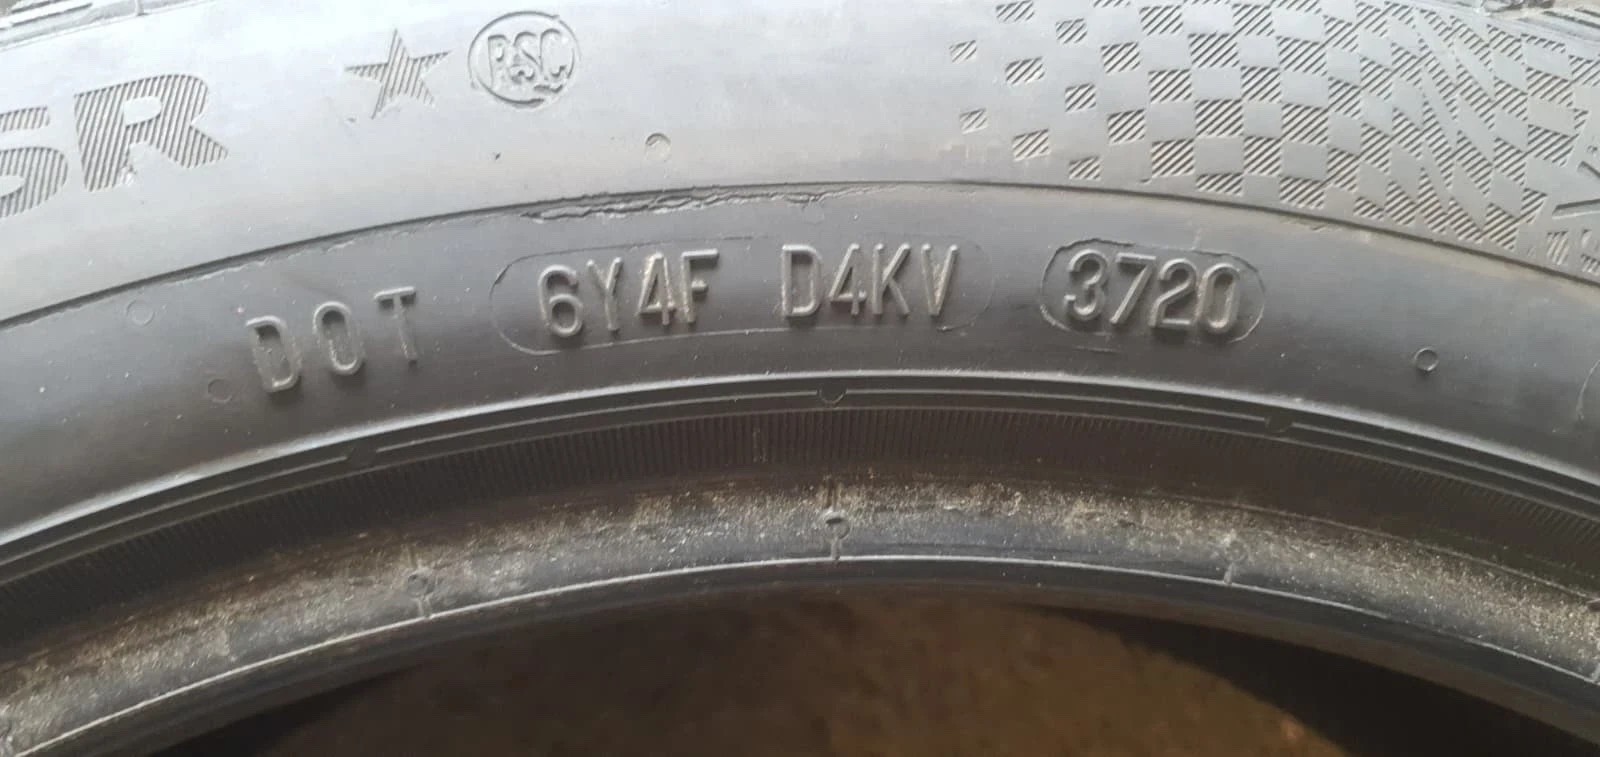 SR ★ RSC
DOT 6Y4F D4KV 3720